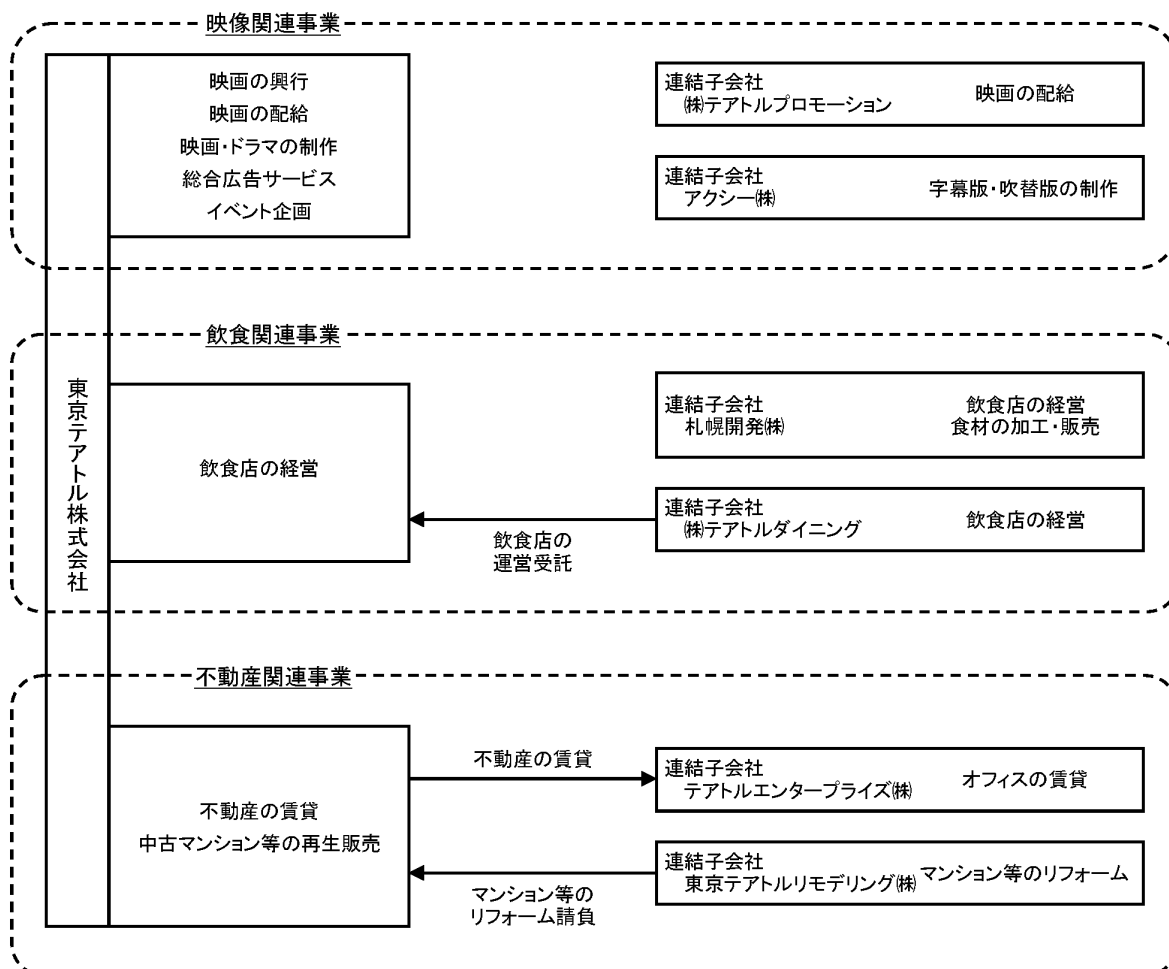 映像関連事業
映画の興行
映画の配給
映画・ドラマの制作
総合広告サービス
イベント企画
連結子会社
㈱テアトルプロモーション
映画の配給
連結子会社
アクシー㈱
字幕版・吹替版の制作
東京テアトル株式会社
飲食関連事業
飲食店の経営
連結子会社
札幌開発㈱
飲食店の経営
食材の加工・販売
飲食店の
運営受託
連結子会社
㈱テアトルダイニング
飲食店の経営
不動産関連事業
不動産の賃貸
中古マンション等の再生販売
不動産の賃貸
連結子会社
テアトルエンタープライズ㈱
オフィスの賃貸
マンション等の
リフォーム請負
連結子会社
東京テアトルリモデリング㈱
マンション等のリフォーム